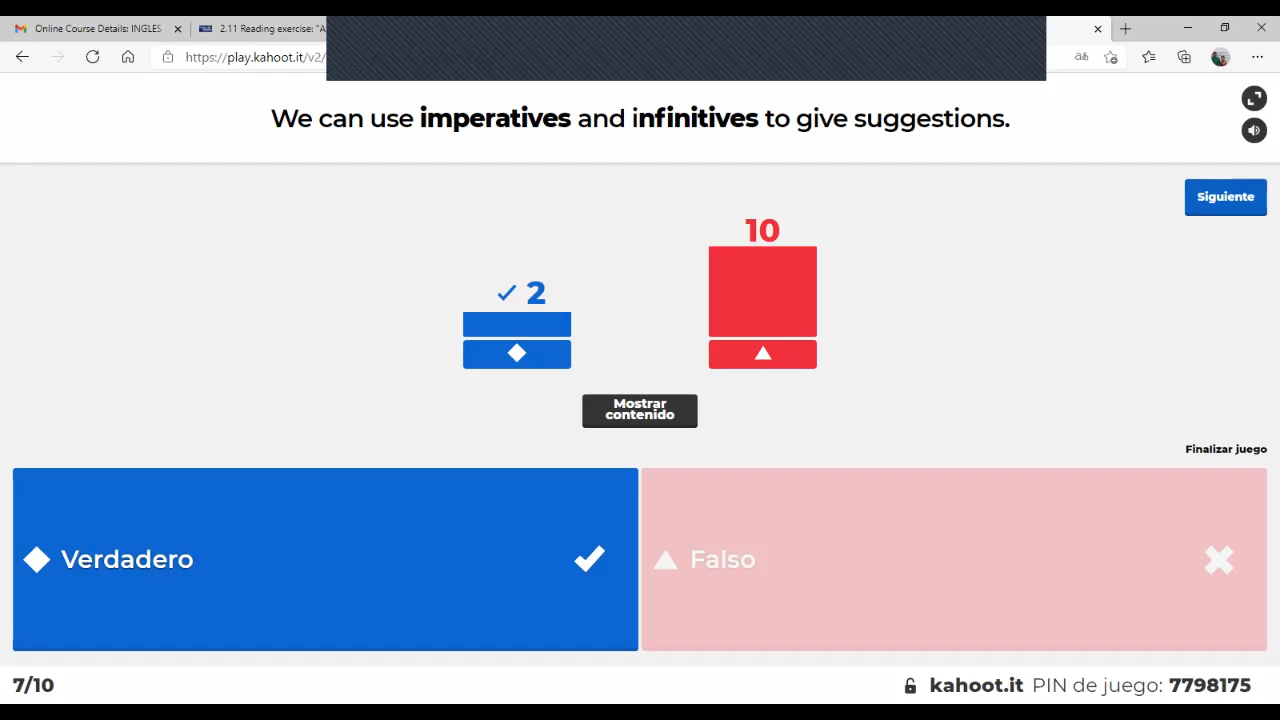 Online Course Details: INGLES
2.11 Reading exercise: "A
https://play.kahoot.it/v2/
We can use imperatives and infinitives to give suggestions.
Siguiente
2
10
Mostrar
contenido
Finalizar juego
Verdadero
Falso
7/10
kahoot.it PIN de juego: 7798175